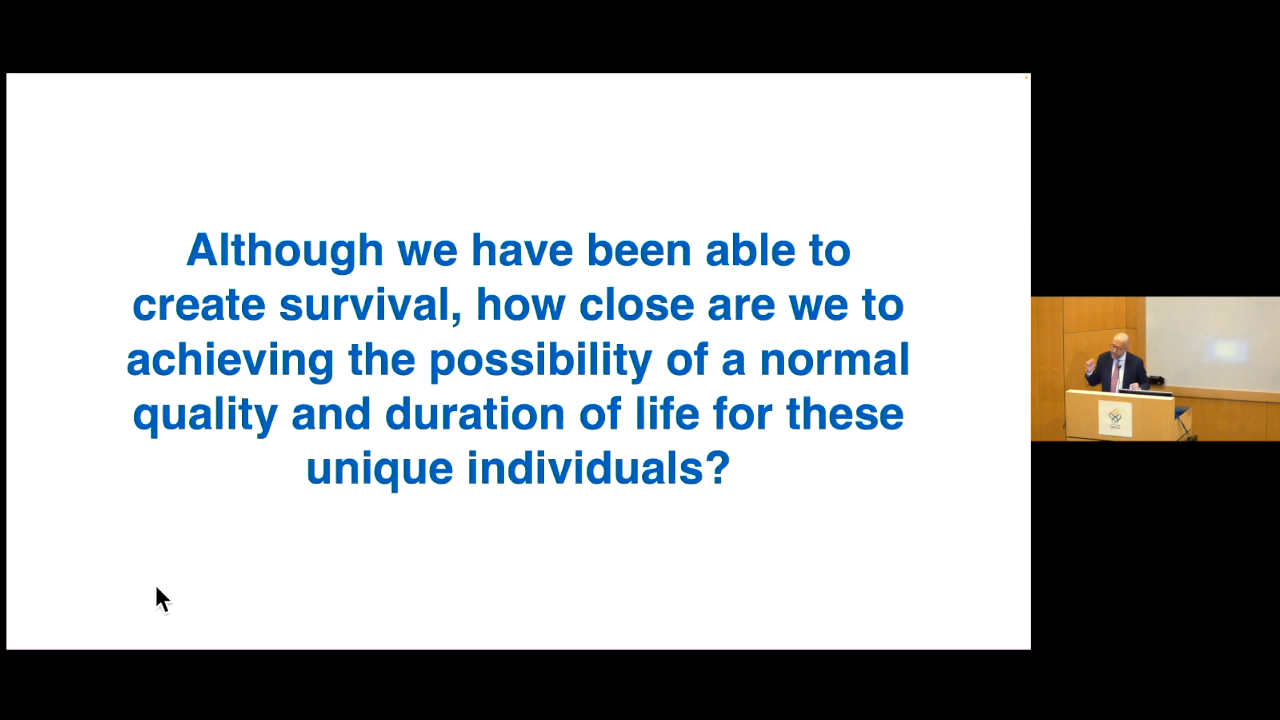 Although we have been able to
create survival, how close are we to
achieving the possibility of a normal
quality and duration of life for these
unique individuals?